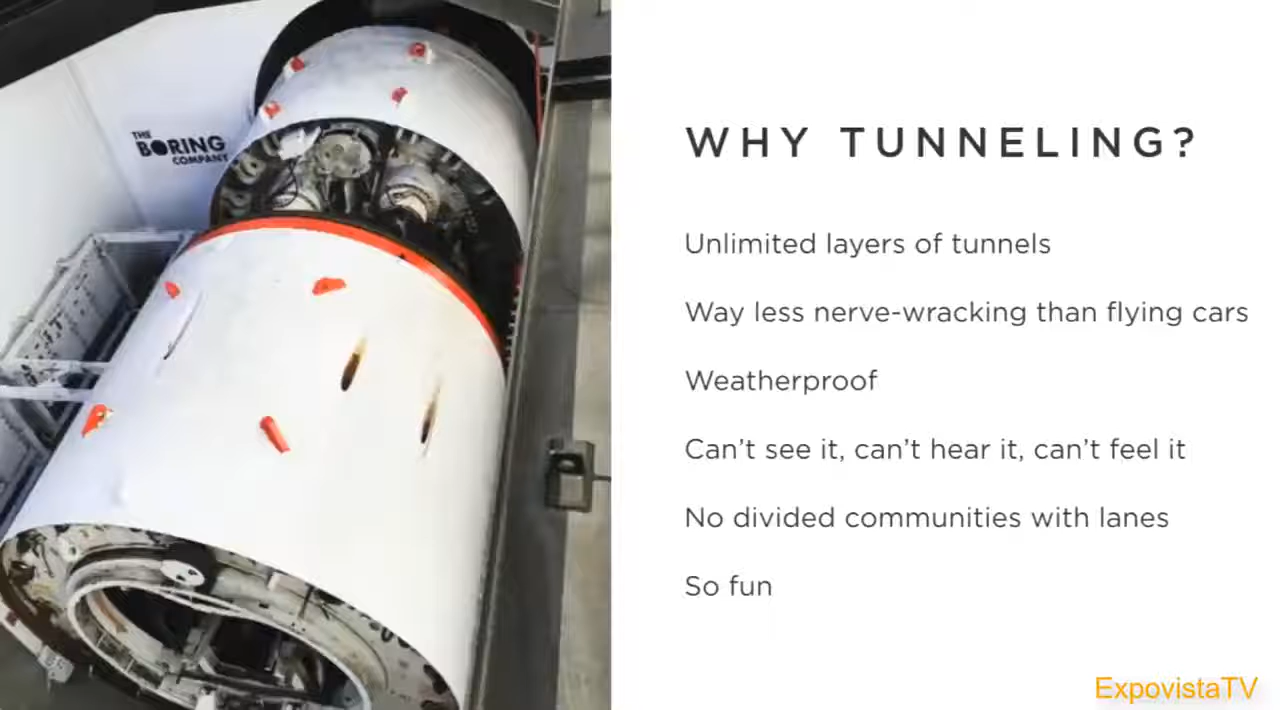 THE
BORING
COMPANY
WHY TUNNELING?
Unlimited layers of tunnels
Way less nerve-wracking than flying cars
Weatherproof
Can’t see it, can’t hear it, can’t feel it
No divided communities with lanes
So fun
ExpovistaTV